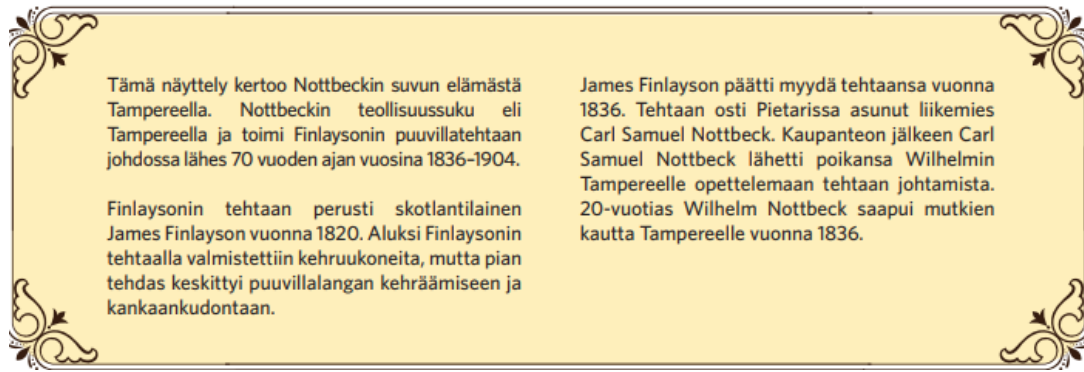 Tämä näyttely kertoo Nottbeckin suvun elämästä
Tampereella. Nottbeckin teollisuussuku eli
Tampereella ja toimi Finlaysonin puuvillatehtaan
johdossa lähes 70 vuoden ajan vuosina 1836–1904.
Finlaysonin tehtaan perusti skotlantilainen
James Finlayson vuonna 1820. Aluksi Finlaysonin
tehtaalla valmistettiin kehruukoneita, mutta pian
tehdas keskittyi puuvillalangan kehräämiseen ja
kankaankudontaan.
James Finlayson päätti myydä tehtaansa vuonna
1836. Tehtaan osti Pietarissa asunut liikemies
Carl Samuel Nottbeck. Kaupanteon jälkeen Carl
Samuel Nottbeck lähetti poikansa Wilhelmin
Tampereelle opettelemaan tehtaan johtamista.
20-vuotias Wilhelm Nottbeck saapui mutkien
kautta Tampereelle vuonna 1836.